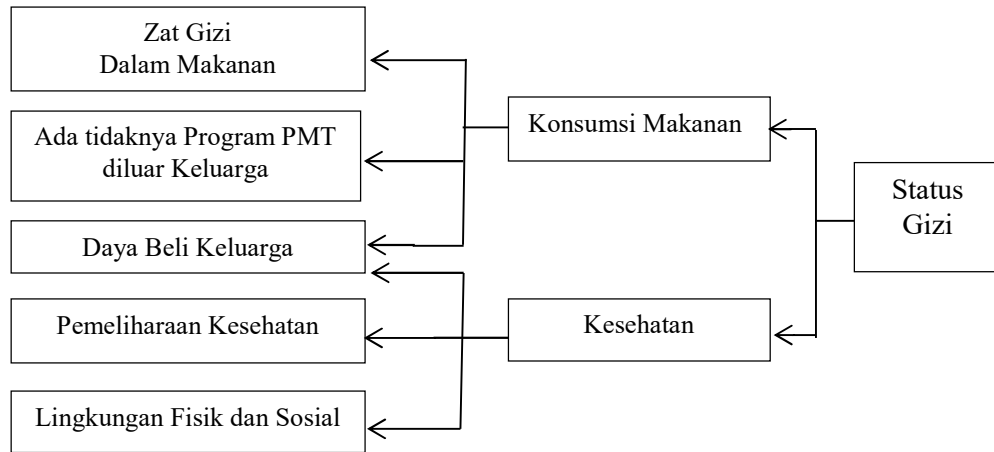 Zat Gizi
Dalam Makanan
Ada tidaknya Program PMT
diluar Keluarga
Daya Beli Keluarga
Pemeliharaan Kesehatan
Lingkungan Fisik dan Sosial
Konsumsi Makanan
Kesehatan
Status
Gizi